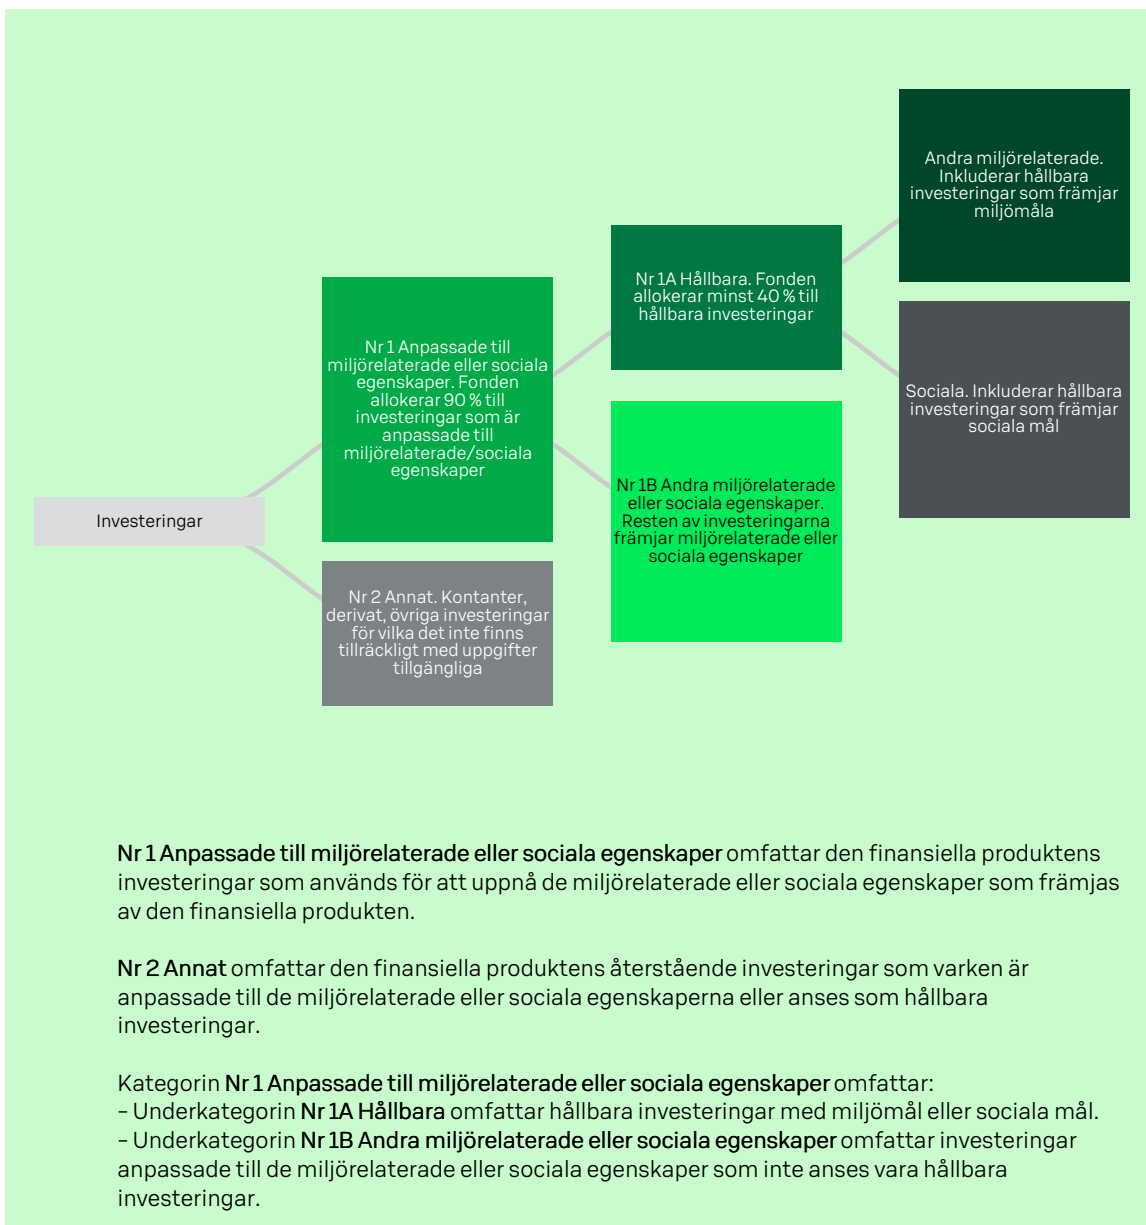 Andra miljörelaterade.
Inkluderar hållbara
investeringar som främjar
miljömåla
Nr 1A Hållbara. Fonden
allokerar minst 40 % till
hållbara investeringar
Nr 1 Anpassade till
miljörelaterade eller sociala
egenskaper. Fonden
allokerar 90 % till
investeringar som är
anpassade till
miljörelaterade/sociala
egenskaper
Sociala. Inkluderar hållbara
investeringar som främjar
sociala mål
Nr 1B Andra miljörelaterade
eller sociala egenskaper.
Resten av investeringarna
främjar miljörelaterade eller
sociala egenskaper
Investeringar
Nr 2 Annat. Kontanter,
derivat, övriga investeringar
för vilka det inte finns
tillräckligt med uppgifter
tillgängliga
Nr 1 Anpassade till miljörelaterade eller sociala egenskaper omfattar den finansiella produktens
investeringar som används för att uppnå de miljörelaterade eller sociala egenskaper som främjas
av den finansiella produkten.
Nr 2 Annat omfattar den finansiella produktens återstående investeringar som varken är
anpassade till de miljörelaterade eller sociala egenskaperna eller anses som hållbara
investeringar.
Kategorin Nr 1 Anpassade till miljörelaterade eller sociala egenskaper omfattar:
– Underkategorin Nr 1A Hållbara omfattar hållbara investeringar med miljömål eller sociala mål.
– Underkategorin Nr 1B Andra miljörelaterade eller sociala egenskaper omfattar investeringar
anpassade till de miljörelaterade eller sociala egenskaper som inte anses vara hållbara
investeringar.